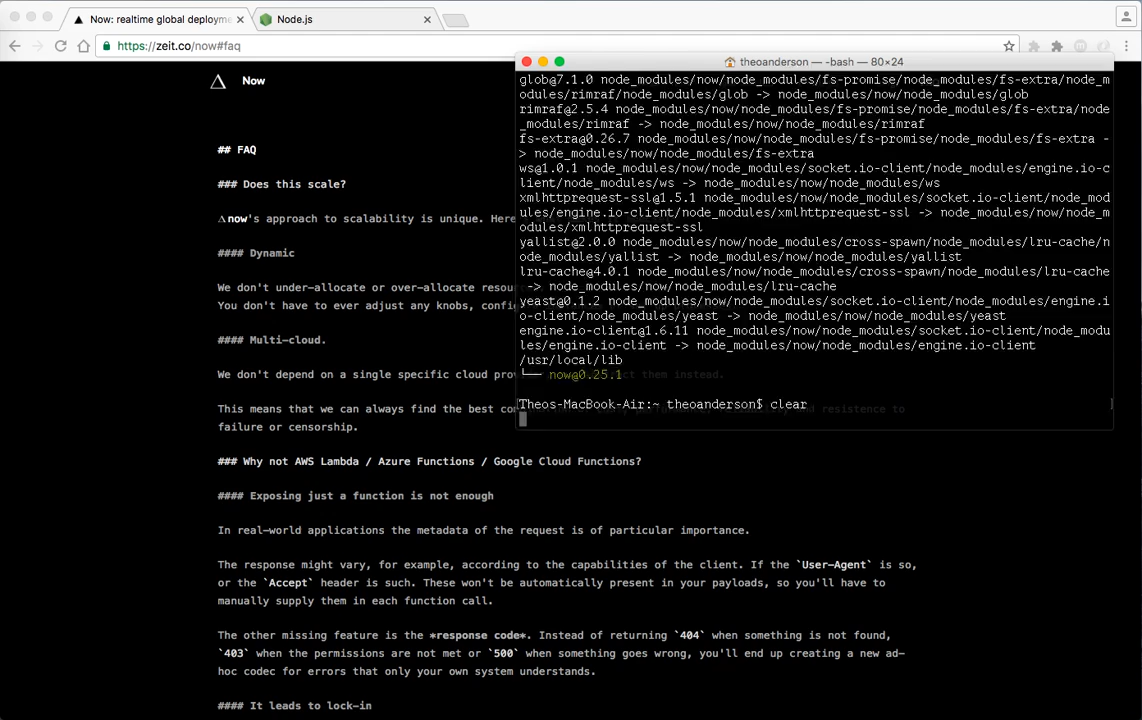 Now: realtime global deployme
Node.js
https://zeit.co/now#faq
Now
## FAQ
### Does this scale?
now's approach to scalability is unique. Here
#### Dynamic
We don't under-allocate or over-allocate resou
You don't have to ever adjust any knobs, confi
#### Multi-cloud.
We don't depend on a single specific cloud prov
ct them instead.
This means that we can always find the best co
and resistence to
failure or censorship.
### Why not AWS Lambda / Azure Functions / Google Cloud Functions?
#### Exposing just a function is not enough
In real-world applications the metadata of the request is of particular importance.
The response might vary, for example, according to the capabilities of the client. If the `User-Agent` is so,
or the `Accept` header is such. These won't be automatically present in your payloads, so you'll have to
manually supply them in each function call.
The other missing feature is the *response code*. Instead of returning `404` when something is not found,
`403` when the permissions are not met or `500` when something goes wrong, you'll end up creating a new ad-
hoc codec for errors that only your own system understands.
#### It leads to lock-in
theoanderson — -bash — 80×24
glob@7.1.0 node_modules/now/node_modules/fs-promise/node_modules/fs-extra/node_m
odules/rimraf/node_modules/glob -> node_modules/now/node_modules/glob
rimraf@2.5.4 node_modules/now/node_modules/fs-promise/node_modules/fs-extra/node
_modules/rimraf -> node_modules/now/node_modules/rimraf
fs-extra@0.26.7 node_modules/now/node_modules/fs-promise/node_modules/fs-extra -
> node_modules/now/node_modules/fs-extra
ws@1.0.1 node_modules/now/node_modules/socket.io-client/node_modules/engine.io-c
lient/node_modules/ws -> node_modules/now/node_modules/ws
xmlhttprequest-ssl@1.5.1 node_modules/now/node_modules/socket.io-client/node_mod
ules/engine.io-client/node_modules/xmlhttprequest-ssl -> node_modules/now/node_m
odules/xmlhttprequest-ssl
yallist@2.0.0 node_modules/now/node_modules/cross-spawn/node_modules/lru-cache/n
ode_modules/yallist -> node_modules/now/node_modules/yallist
lru-cache@4.0.1 node_modules/now/node_modules/cross-spawn/node_modules/lru-cache
-> node_modules/now/node_modules/lru-cache
yeast@0.1.2 node_modules/now/node_modules/socket.io-client/node_modules/engine.i
o-client/node_modules/yeast -> node_modules/now/node_modules/yeast
engine.io-client@1.6.11 node_modules/now/node_modules/socket.io-client/node_modu
les/engine.io-client -> node_modules/now/node_modules/engine.io-client
/usr/local/lib
└── now@0.25.1
Theos-MacBook-Air:~ theoanderson$ clear